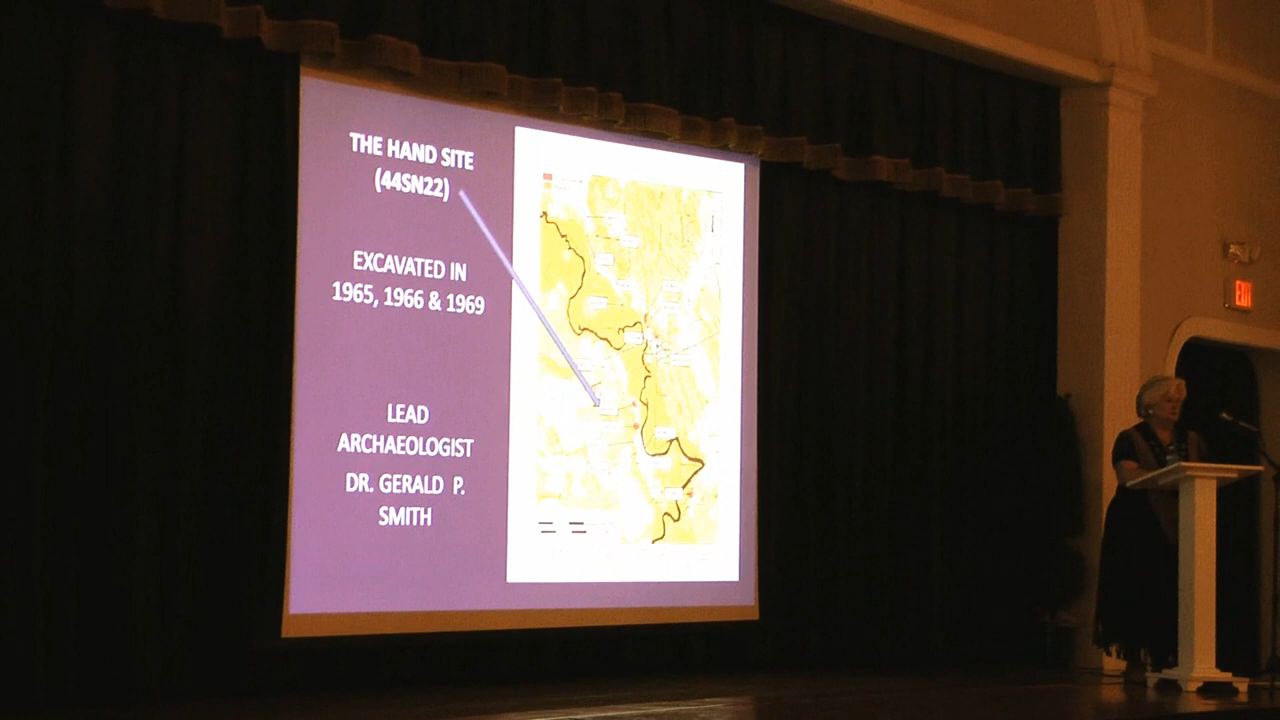 THE HAND SITE
(44SN22)
EXCAVATED IN
1965, 1966 & 1969
LEAD
ARCHAEOLOGIST
DR. GERALD P.
SMITH
EXIT